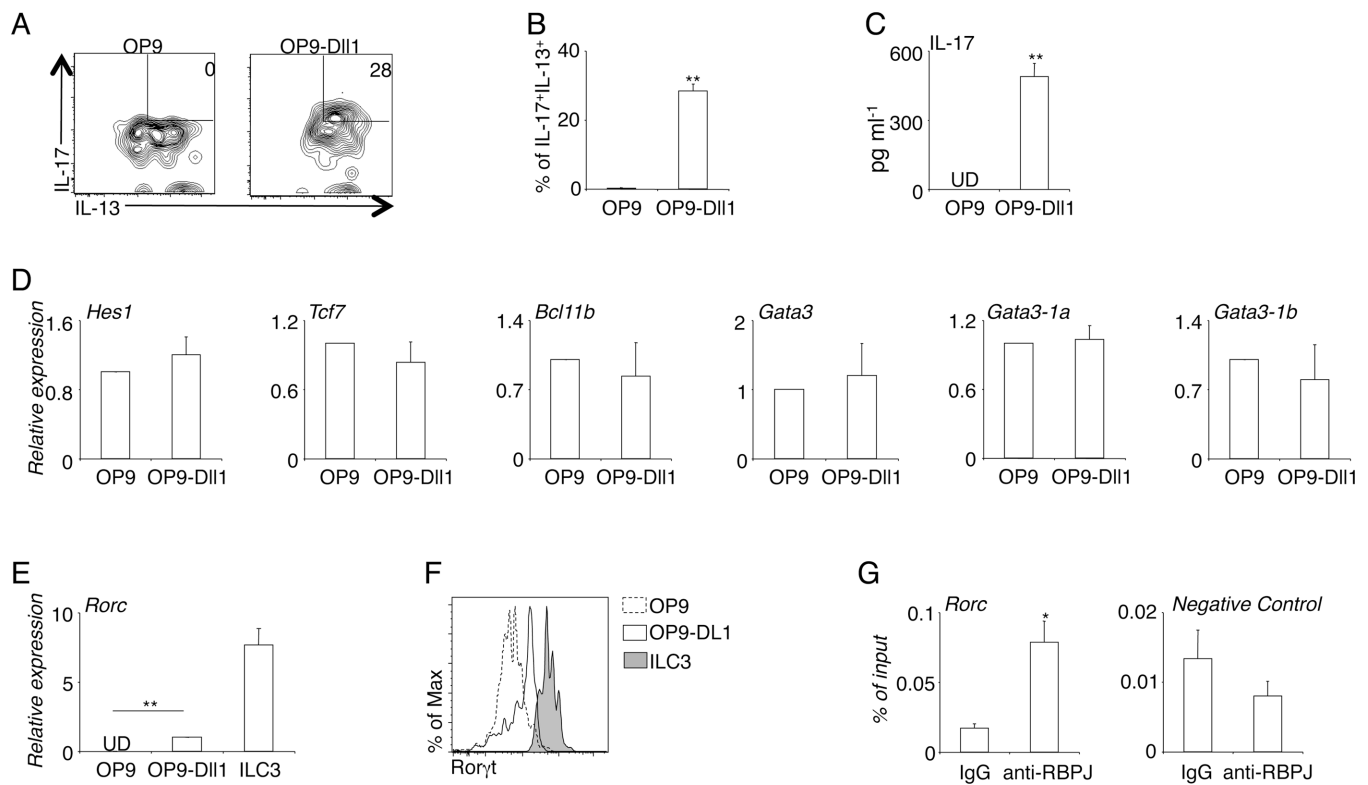 A
OP9
OP9-Dll1
0
28
IL-17
IL-13
B
% of IL-17+IL-13+
40
20
0
**
OP9 OP9-Dll1
C
IL-17
pg ml-1
600
300
0
**
UD
OP9 OP9-Dll1
D
Relative expression
Hes1
1.6
0.8
0
OP9 OP9-Dll1
Tcf7
1.2
0.6
0
OP9 OP9-Dll1
Bcl11b
1.4
0.7
0
OP9 OP9-Dll1
Gata3
2
1
0
OP9 OP9-Dll1
Gata3-1a
1.2
0.6
0
OP9 OP9-Dll1
Gata3-1b
1.4
0.7
0
OP9 OP9-Dll1
E
Relative expression
Rorc
10
5
0
**
UD
OP9 OP9-Dll1 ILC3
F
% of Max
Rorγt
OP9
OP9-DL1
ILC3
G
% of input
Rorc
0.1
0.05
0
*
IgG anti-RBPJ
Negative Control
0.02
0.01
0
IgG anti-RBPJ